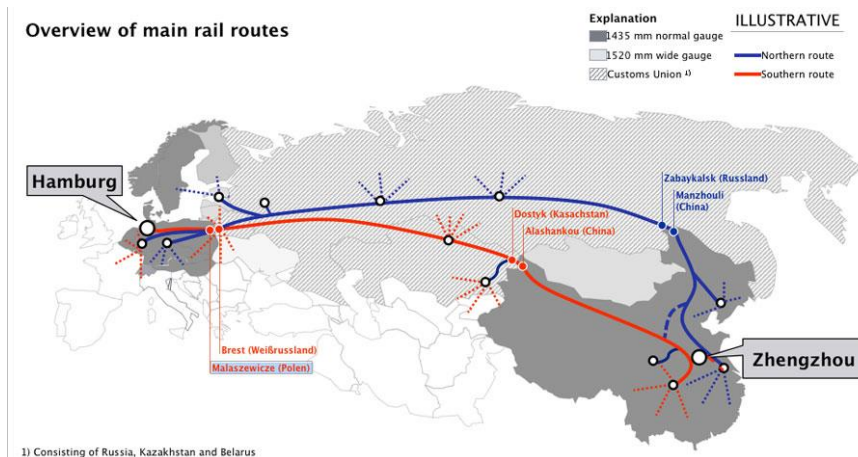 Overview of main rail routes
Explanation
1435 mm normal gauge
1520 mm wide gauge
Customs Union 1)
ILLUSTRATIVE
Northern route
Southern route
Hamburg
Zabaykalsk (Russland)
Manzhouli
(China)
Dostyk (Kasachstan)
Alashankou (China)
Brest (Weißrussland)
Malaszewicze (Polen)
Zhengzhou
1) Consisting of Russia, Kazakhstan and Belarus